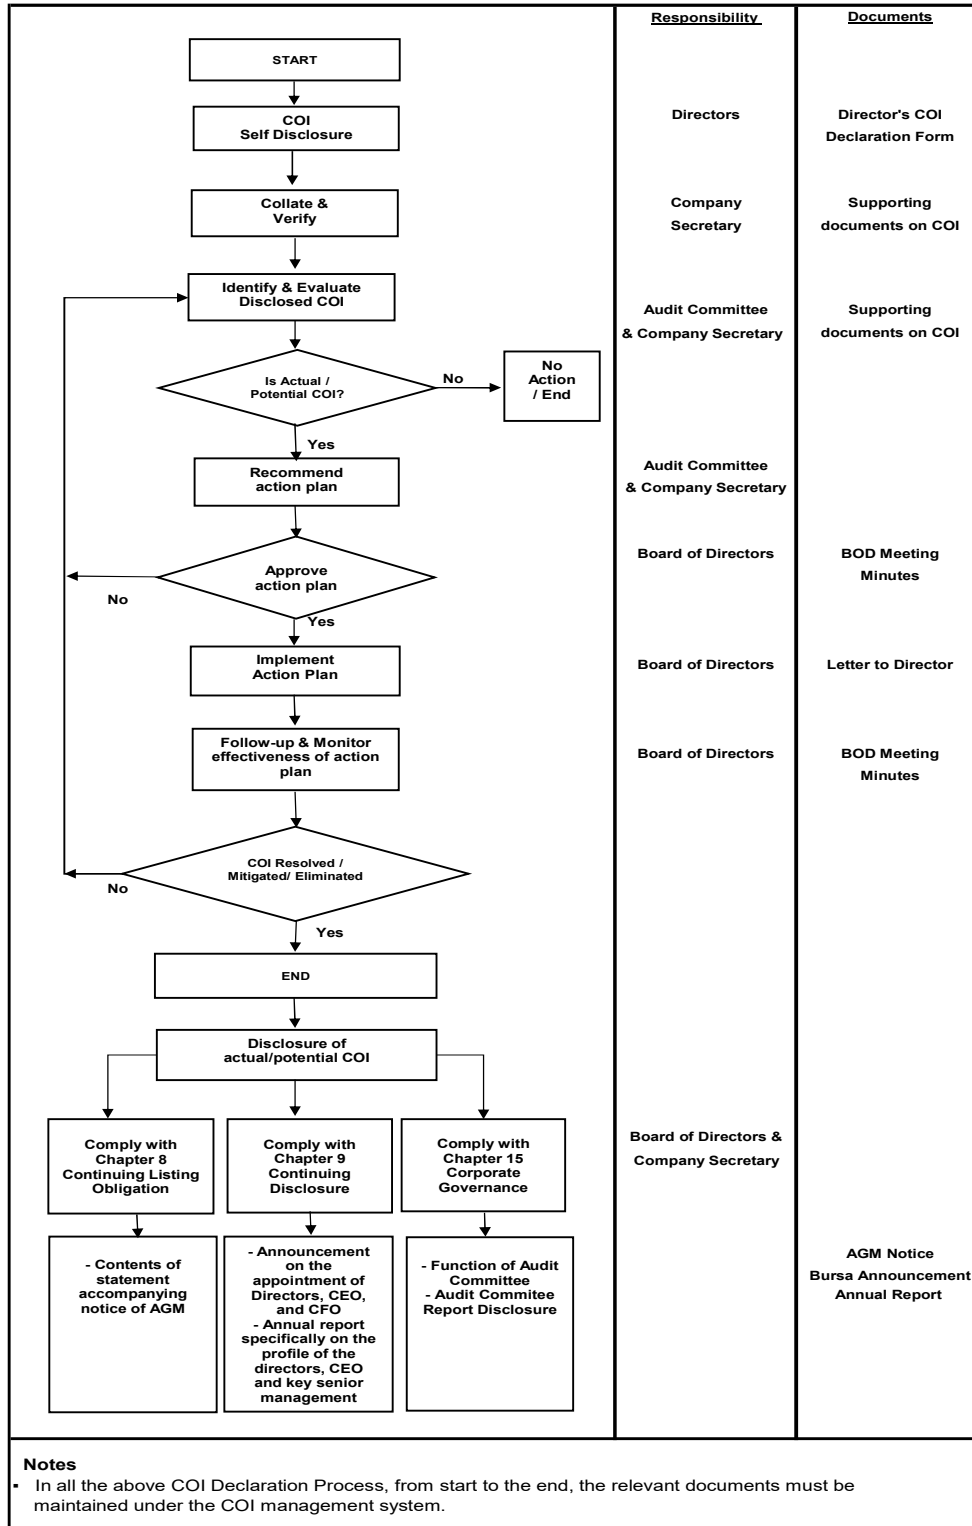 Responsibility
Documents
START
COI
Self Disclosure
Directors
Director's COI
Declaration Form
Collate &
Verify
Company
Secretary
Supporting
documents on COI
Identify & Evaluate
Disclosed COI
Audit Committee
& Company Secretary
Supporting
documents on COI
Is Actual /
Potential COI?
No
No
Action
/ End
Yes
Recommend
action plan
Audit Committee
& Company Secretary
Approve
action plan
No
Yes
Board of Directors
BOD Meeting
Minutes
Implement
Action Plan
Board of Directors
Letter to Director
Follow-up & Monitor
effectiveness of action
plan
Board of Directors
BOD Meeting
Minutes
COI Resolved /
Mitigated/ Eliminated
No
Yes
END
Disclosure of
actual/potential COI
Comply with
Chapter 8
Continuing Listing
Obligation
Comply with
Chapter 9
Continuing
Disclosure
Comply with
Chapter 15
Corporate
Governance
Board of Directors &
Company Secretary
- Contents of
statement
accompanying
notice of AGM
- Announcement
on the
appointment of
Directors, CEO,
and CFO
- Annual report
specifically on the
profile of the
directors, CEO
and key senior
management
- Function of Audit
Committee
- Audit Commitee
Report Disclosure
AGM Notice
Bursa Announcement
Annual Report
Notes
▪ In all the above COI Declaration Process, from start to the end, the relevant documents must be
maintained under the COI management system.